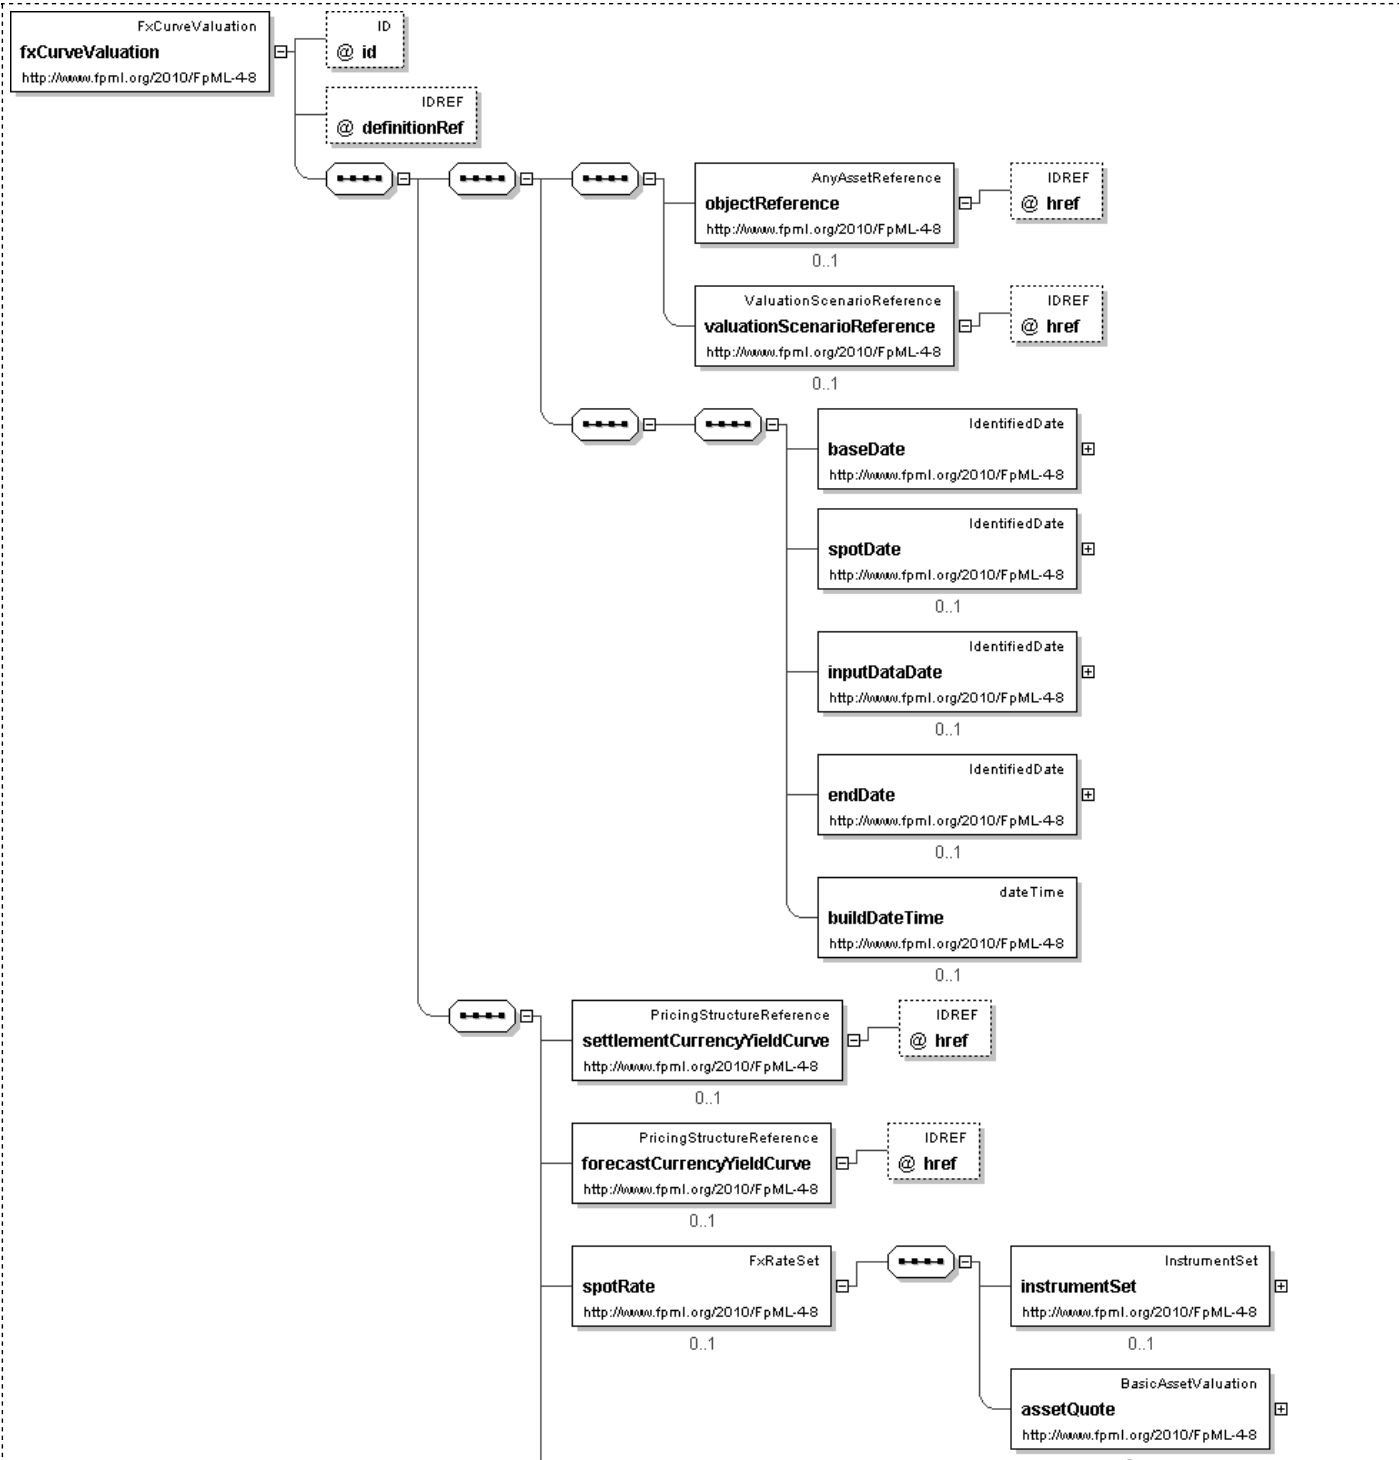 FxCurveValuation
fxCurveValuation
http://www.fpml.org/2010/FpML-4-8
ID
@ id
IDREF
@ definitionRef
AnyAssetReference
objectReference
http://www.fpml.org/2010/FpML-4-8
0..1
IDREF
@ href
ValuationScenarioReference
valuationScenarioReference
http://www.fpml.org/2010/FpML-4-8
0..1
IDREF
@ href
IdentifiedDate
baseDate
http://www.fpml.org/2010/FpML-4-8
IdentifiedDate
spotDate
http://www.fpml.org/2010/FpML-4-8
0..1
IdentifiedDate
inputDataDate
http://www.fpml.org/2010/FpML-4-8
0..1
IdentifiedDate
endDate
http://www.fpml.org/2010/FpML-4-8
0..1
dateTime
buildDateTime
http://www.fpml.org/2010/FpML-4-8
0..1
PricingStructureReference
settlementCurrencyYieldCurve
http://www.fpml.org/2010/FpML-4-8
0..1
IDREF
@ href
PricingStructureReference
forecastCurrencyYieldCurve
http://www.fpml.org/2010/FpML-4-8
0..1
IDREF
@ href
FxRateSet
spotRate
http://www.fpml.org/2010/FpML-4-8
0..1
InstrumentSet
instrumentSet
http://www.fpml.org/2010/FpML-4-8
0..1
BasicAssetValuation
assetQuote
http://www.fpml.org/2010/FpML-4-8